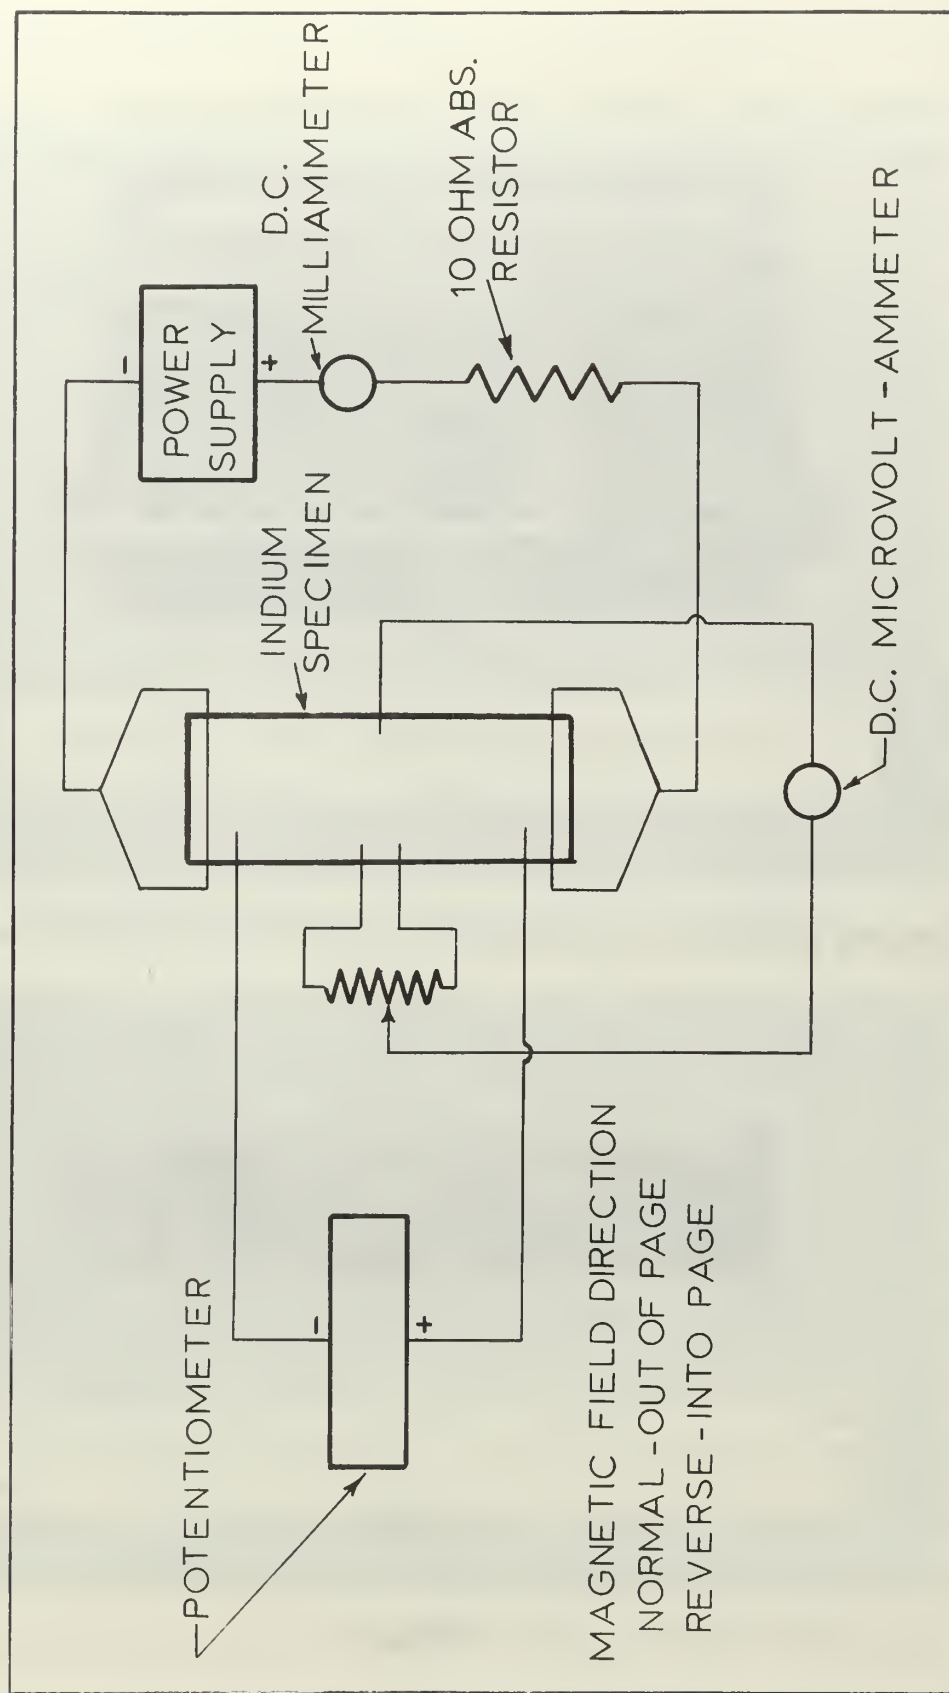 POTENTIOMETER
-
+
MAGNETIC FIELD DIRECTION
NORMAL - OUT OF PAGE
REVERSE - INTO PAGE
INDIUM
SPECIMEN
-
POWER
SUPPLY
+
D.C.
MILLIAMMETER
10 OHM ABS.
RESISTOR
D.C. MICROVOLT - AMMETER